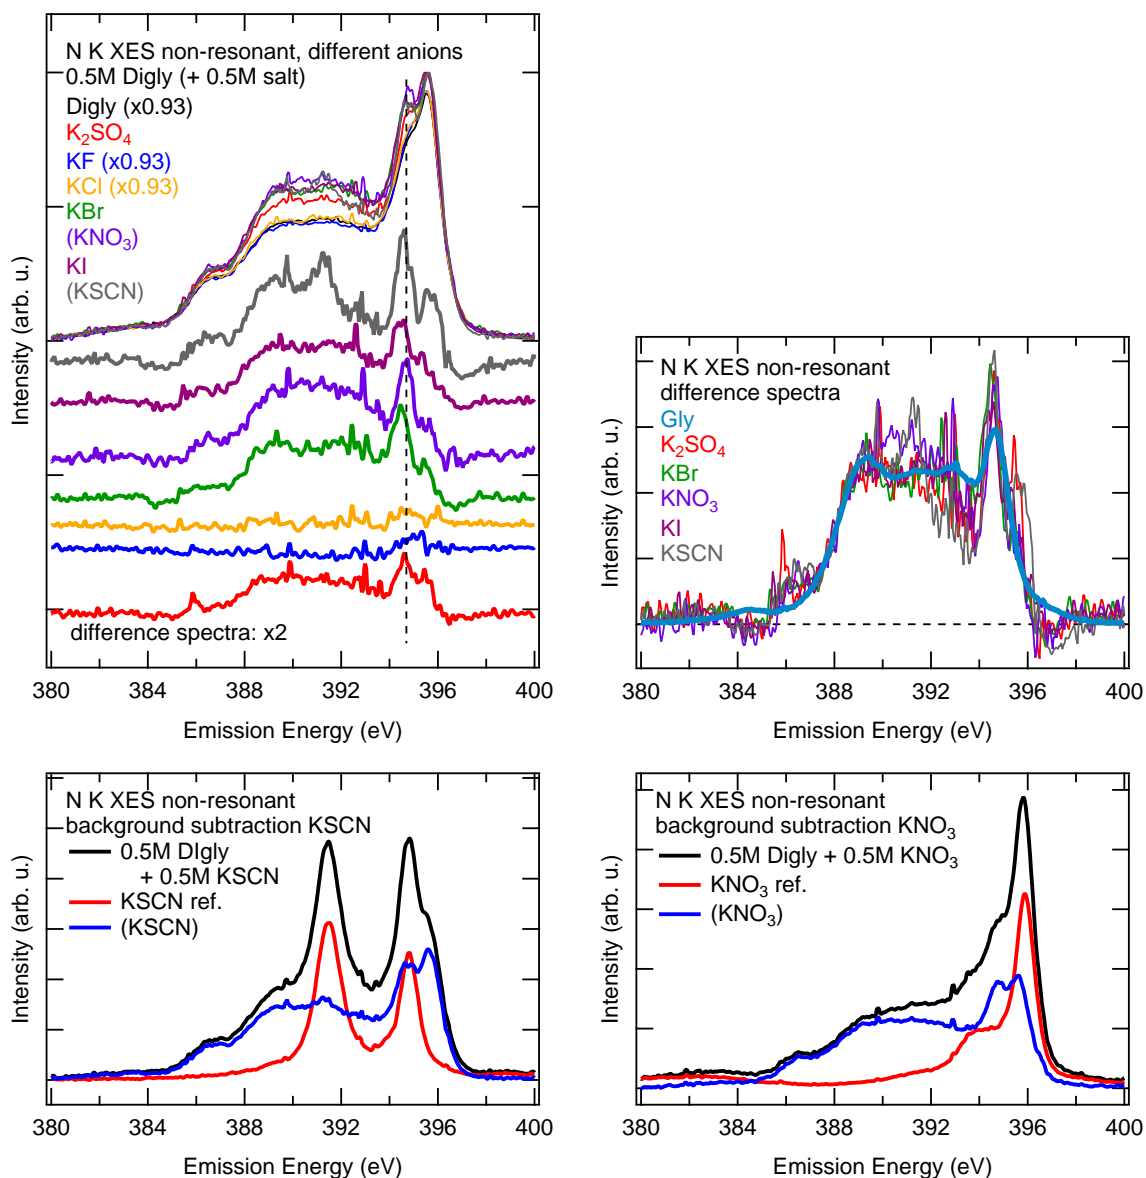 N K XES non-resonant, different anions
0.5M Digly (+ 0.5M salt)
Digly (x0.93)
K₂SO₄
KF (x0.93)
KCl (x0.93)
KBr
(KNO₃)
KI
(KSCN)
difference spectra: x2
Intensity (arb. u.)
380 384 388 392 396 400
Emission Energy (eV)
N K XES non-resonant
difference spectra
Gly
K₂SO₄
KBr
KNO₃
KI
KSCN
Intensity (arb. u.)
380 384 388 392 396 400
Emission Energy (eV)
N K XES non-resonant
background subtraction KSCN
0.5M DIgly
+ 0.5M KSCN
KSCN ref.
(KSCN)
Intensity (arb. u.)
380 384 388 392 396 400
Emission Energy (eV)
N K XES non-resonant
background subtraction KNO₃
0.5M Digly + 0.5M KNO₃
KNO₃ ref.
(KNO₃)
Intensity (arb. u.)
380 384 388 392 396 400
Emission Energy (eV)